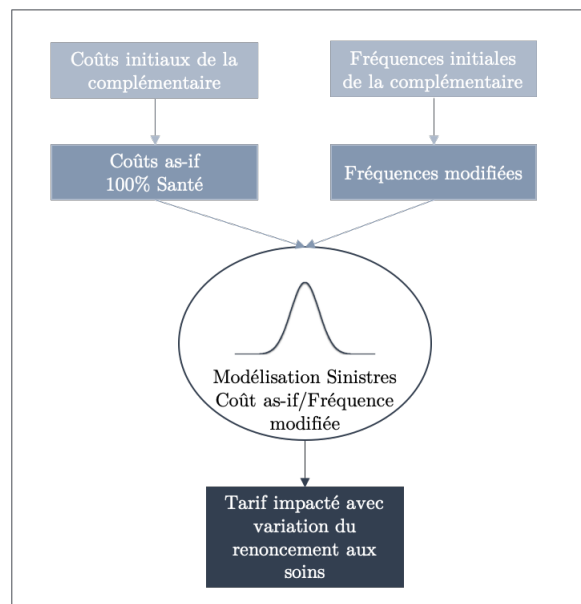 Coûts initiaux de la
complémentaire
Fréquences initiales
de la complémentaire
Coûts as-if
100% Santé
Fréquences modifiées
Modélisation Sinistres
Coût as-if/Fréquence
modifiée
Tarif impacté avec
variation du
renoncement aux
soins